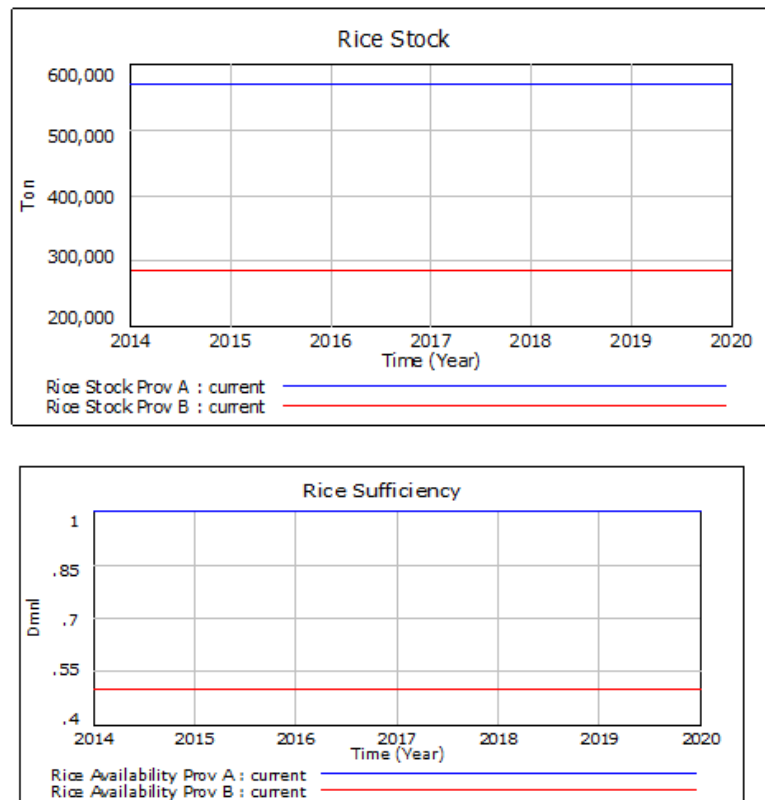 Rice Stock
600,000
500,000
400,000
300,000
200,000
Ton
2014 2015 2016 2017 2018 2019 2020
Time (Year)
Rice Stock Prov A : current
Rice Stock Prov B : current
Rice Sufficiency
1
.85
.7
.55
.4
Dmnl
2014 2015 2016 2017 2018 2019 2020
Time (Year)
Rice Availability Prov A : current
Rice Availability Prov B : current